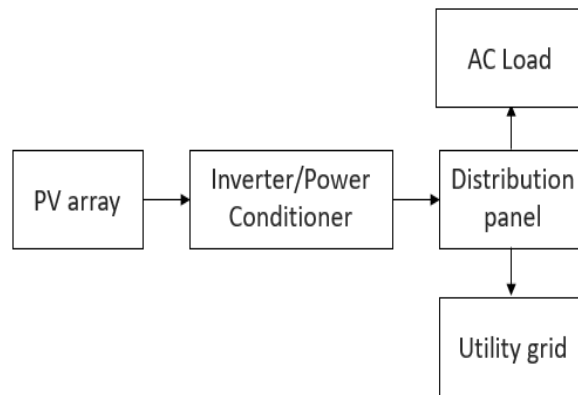 AC Load
PV array
Inverter/Power
Conditioner
Distribution
panel
Utility grid